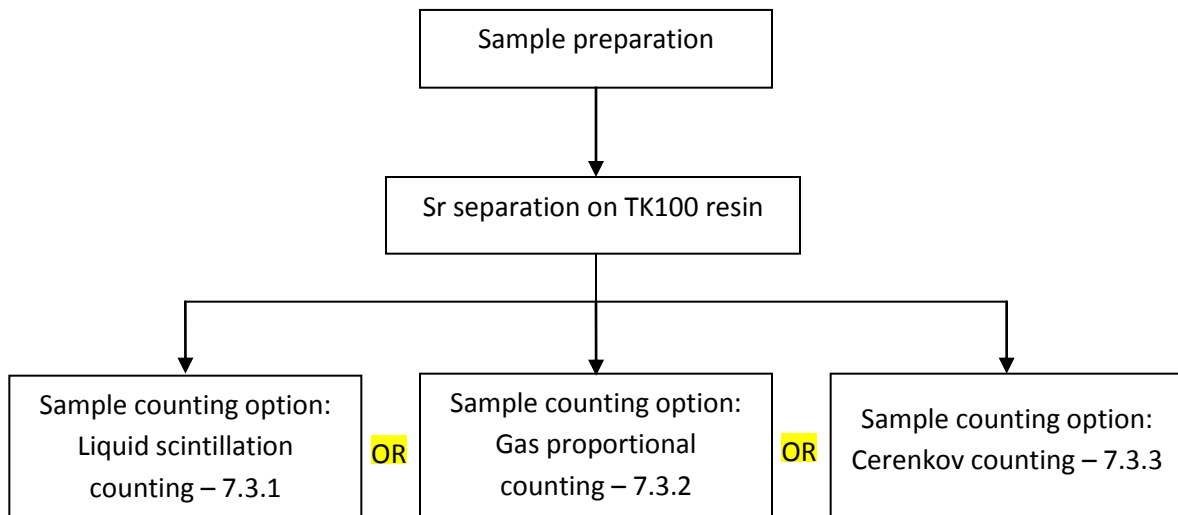 Sample preparation
Sr separation on TK100 resin
Sample counting option:
Liquid scintillation
counting – 7.3.1
OR
Sample counting option:
Gas proportional
counting – 7.3.2
OR
Sample counting option:
Cerenkov counting – 7.3.3